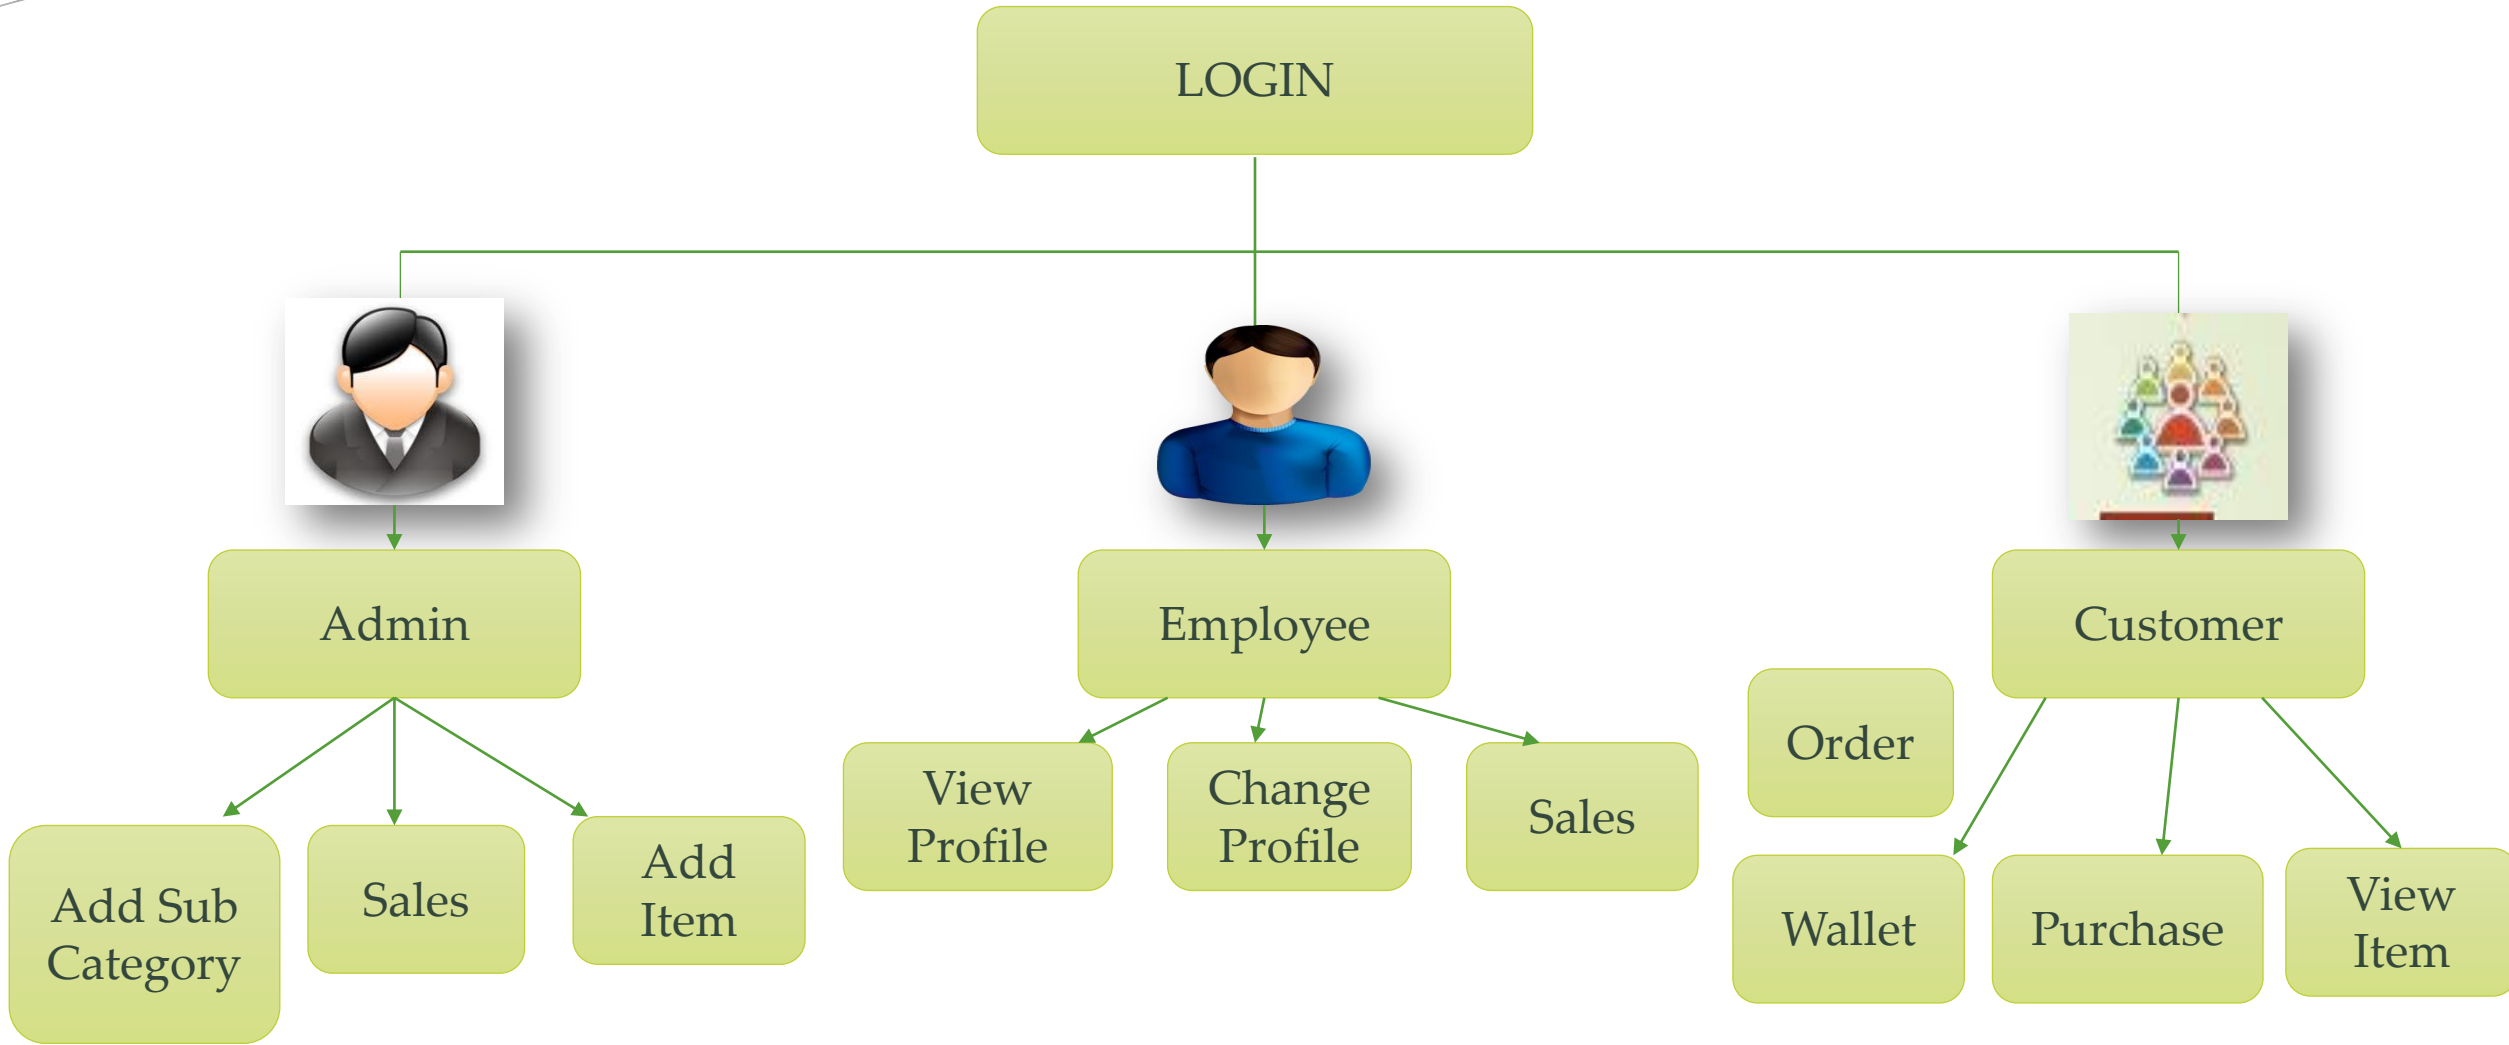 LOGIN
Admin
Employee
Customer
Add Sub
Category
Sales
Add
Item
View
Profile
Change
Profile
Sales
Order
Wallet
Purchase
View
Item